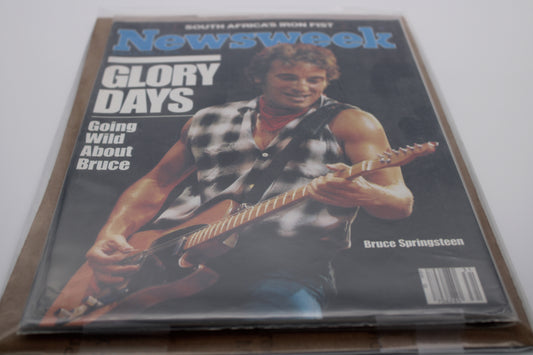 SOUTH AFRICA'S IRON FIST
Newsweek
GLORY
DAYS
Going
Wild
About
Bruce
Bruce Springsteen